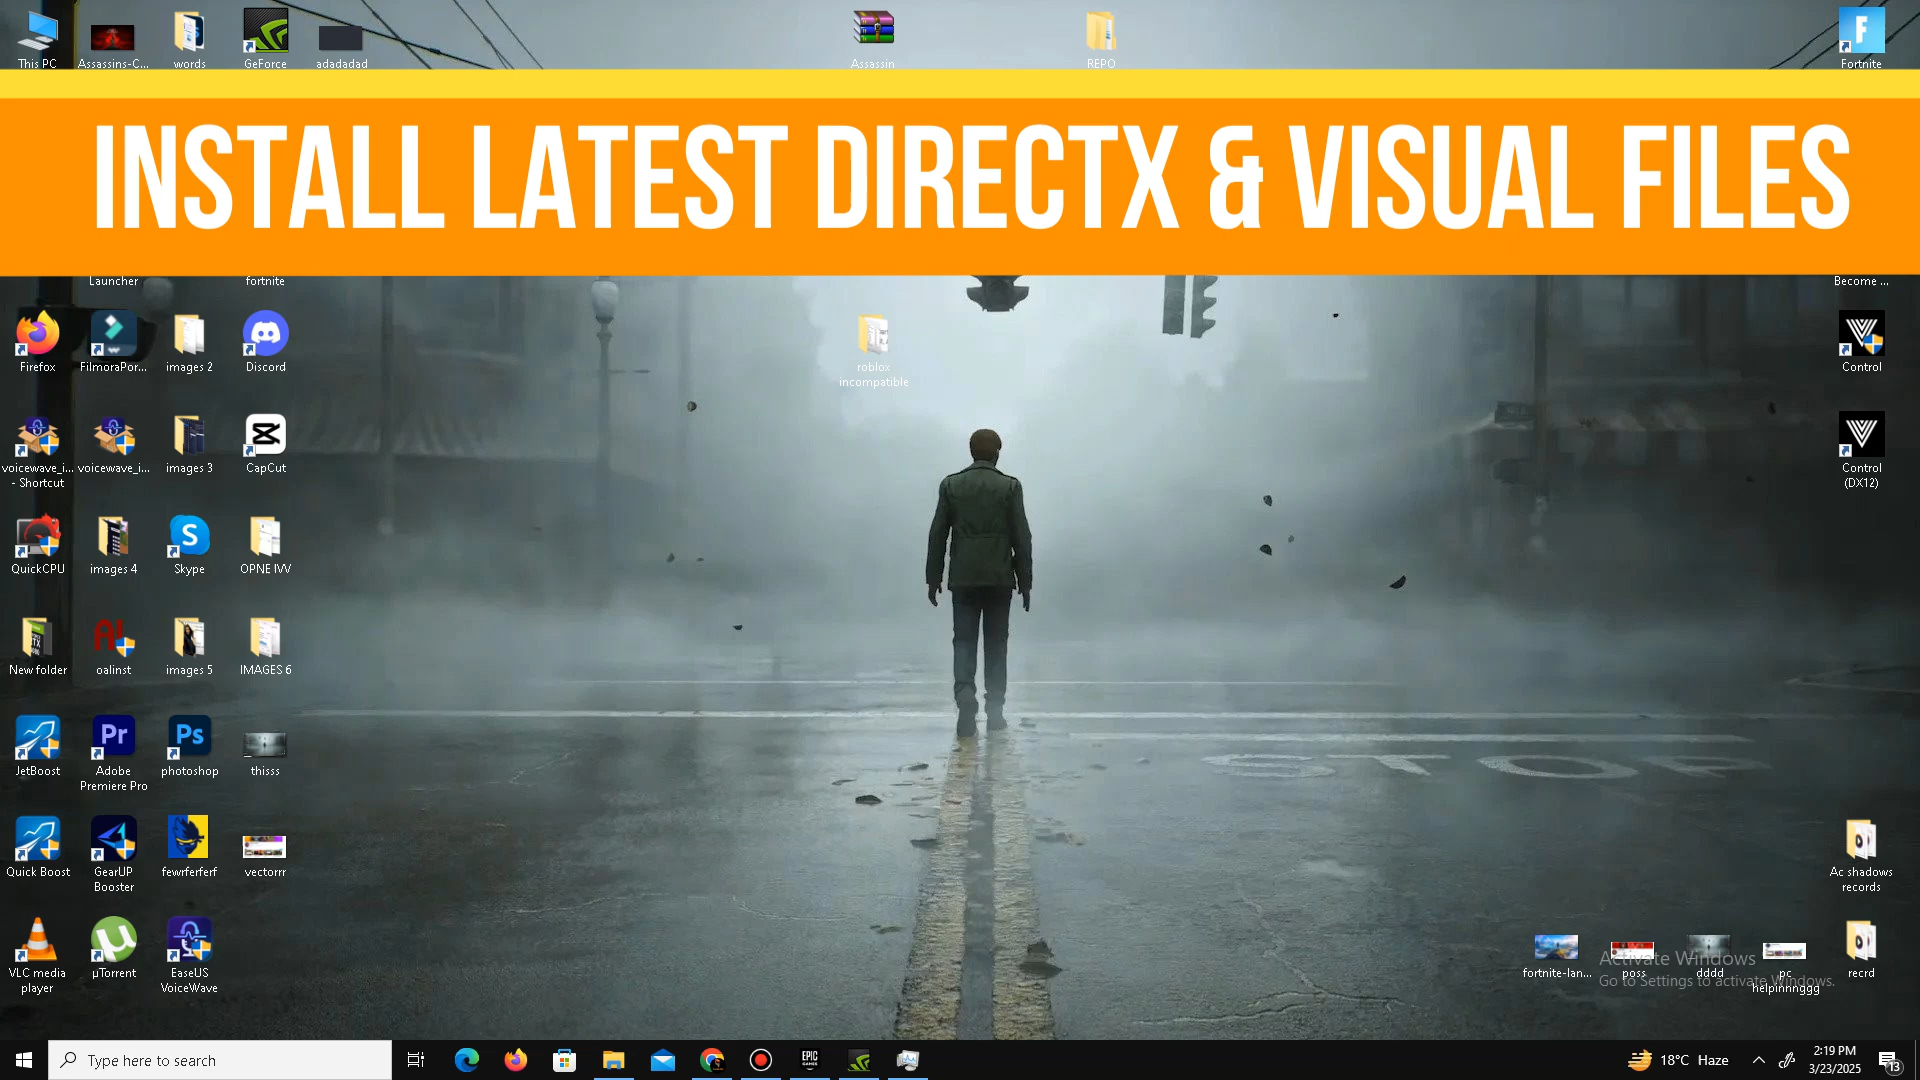 This PC
Assassins-C...
words
GeForce
adadadad
Assassin
REPO
F
Fortnite
INSTALL LATEST DIRECTX & VISUAL FILES
Launcher
fortnite
Become ...
Firefox
FilmoraPor...
images 2
Discord
roblox
incompatible
Control
voicewave_i...
- Shortcut
voicewave_i...
images 3
CapCut
Control
(DX12)
S
QuickCPU
images 4
Skype
OPNE IVV
New folder
oalinst
images 5
IMAGES 6
Pr
Ps
JetBoost
Adobe
Premiere Pro
photoshop
thisss
STOP
Quick Boost
GearUP
Booster
fewrferferf
vectorrr
Ac shadows
records
VLC media
player
µTorrent
EaseUS
VoiceWave
fortnite-lan...
poss
dddd
pc
helpinnnggg
recrd
Activate Windows
Go to Settings to activate Windows.
Type here to search
EPIC
GAMES
18°C Haze
2:19 PM
3/23/2025
13